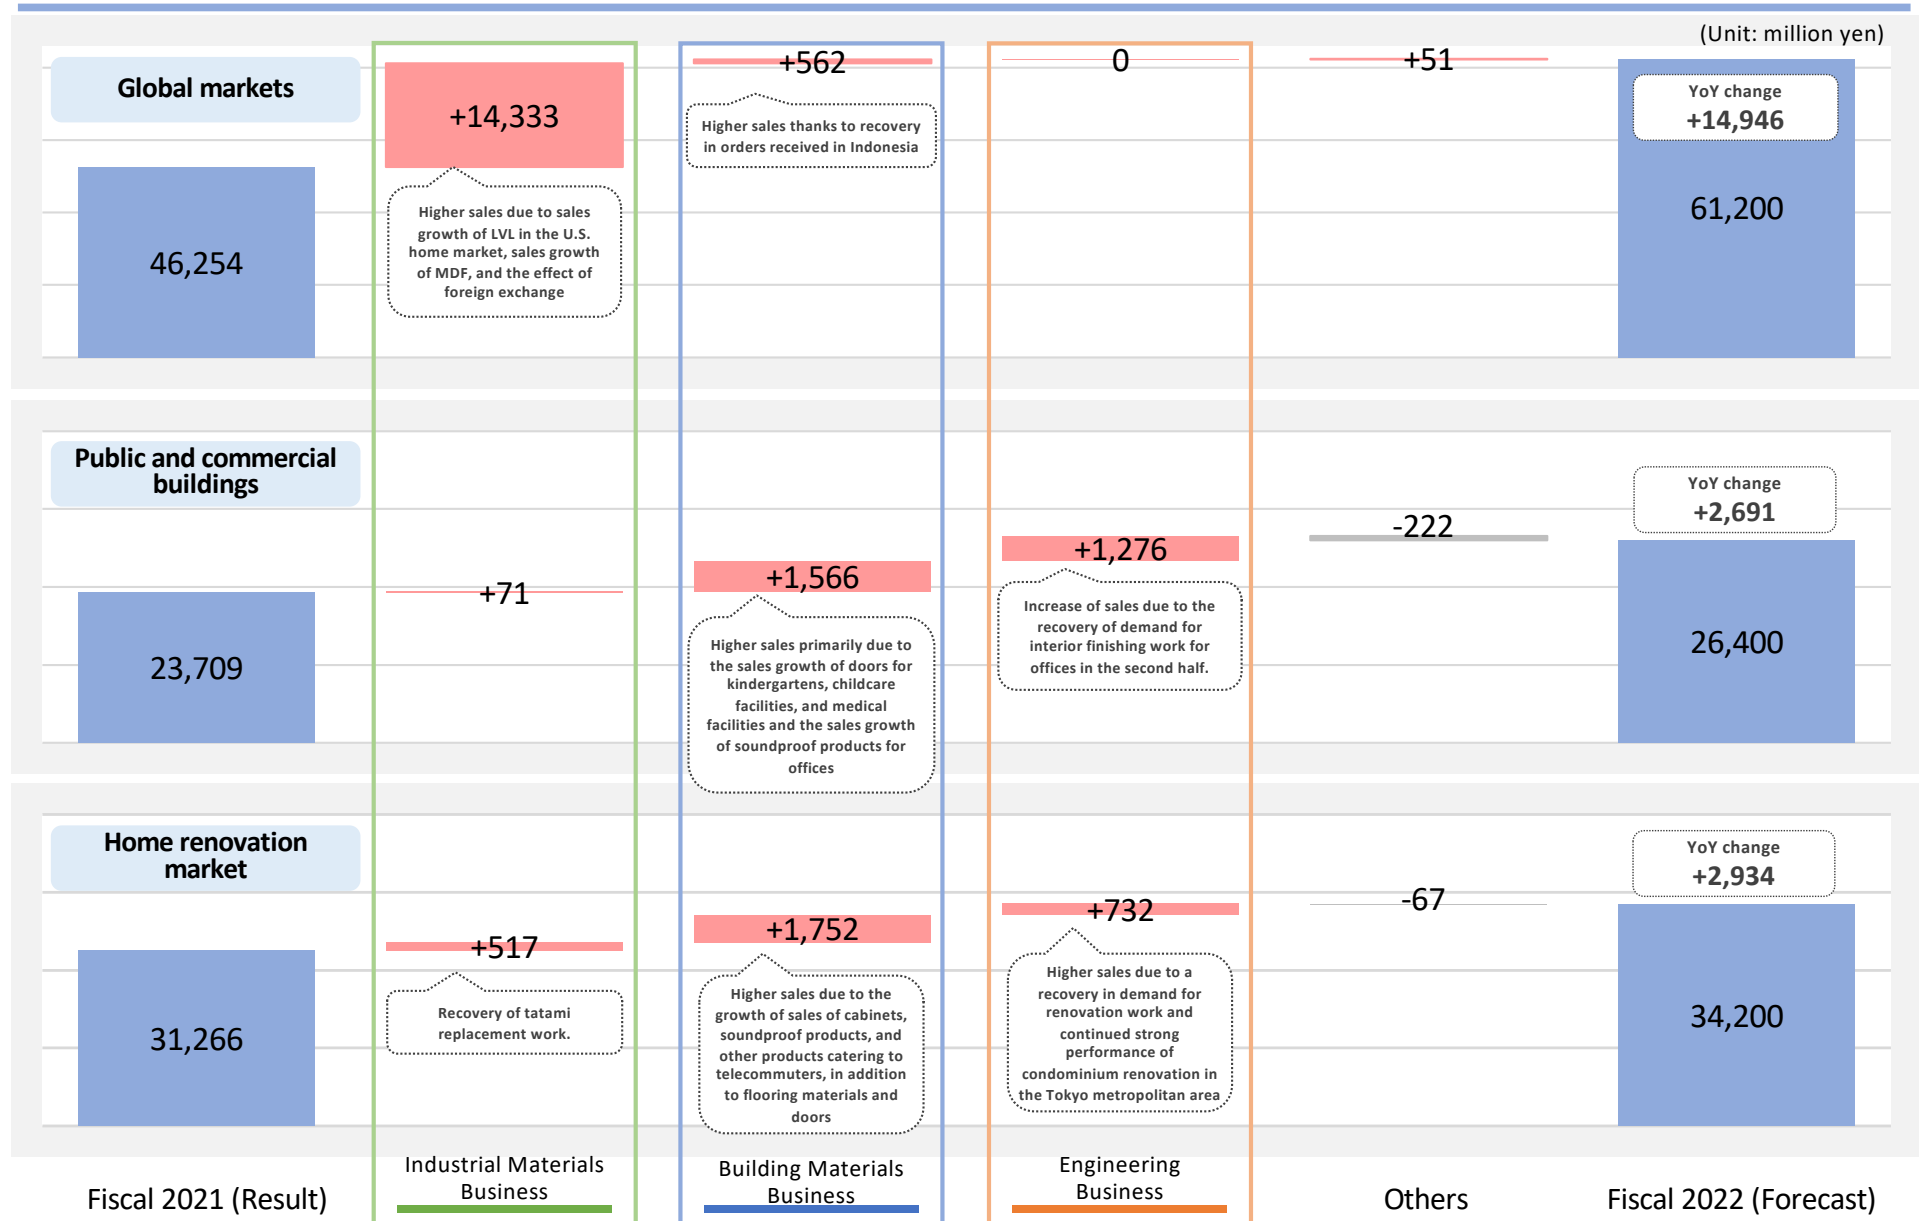 (Unit: million yen)
Global markets
46,254
+14,333
Higher sales due to sales
growth of LVL in the U.S.
home market, sales growth
of MDF, and the effect of
foreign exchange
+562
Higher sales thanks to recovery
in orders received in Indonesia
0
+51
YoY change
+14,946
61,200
Public and commercial
buildings
23,709
+71
+1,566
Higher sales primarily due to
the sales growth of doors for
kindergartens, childcare
facilities, and medical
facilities and the sales growth
of soundproof products for
offices
+1,276
Increase of sales due to the
recovery of demand for
interior finishing work for
offices in the second half.
-222
YoY change
+2,691
26,400
Home renovation
market
31,266
+517
Recovery of tatami
replacement work.
+1,752
Higher sales due to the
growth of sales of cabinets,
soundproof products, and
other products catering to
telecommuters, in addition
to flooring materials and
doors
+732
Higher sales due to a
recovery in demand for
renovation work and
continued strong
performance of
condominium renovation in
the Tokyo metropolitan area
-67
YoY change
+2,934
34,200
Fiscal 2021 (Result)
Industrial Materials
Business
Building Materials
Business
Engineering
Business
Others
Fiscal 2022 (Forecast)